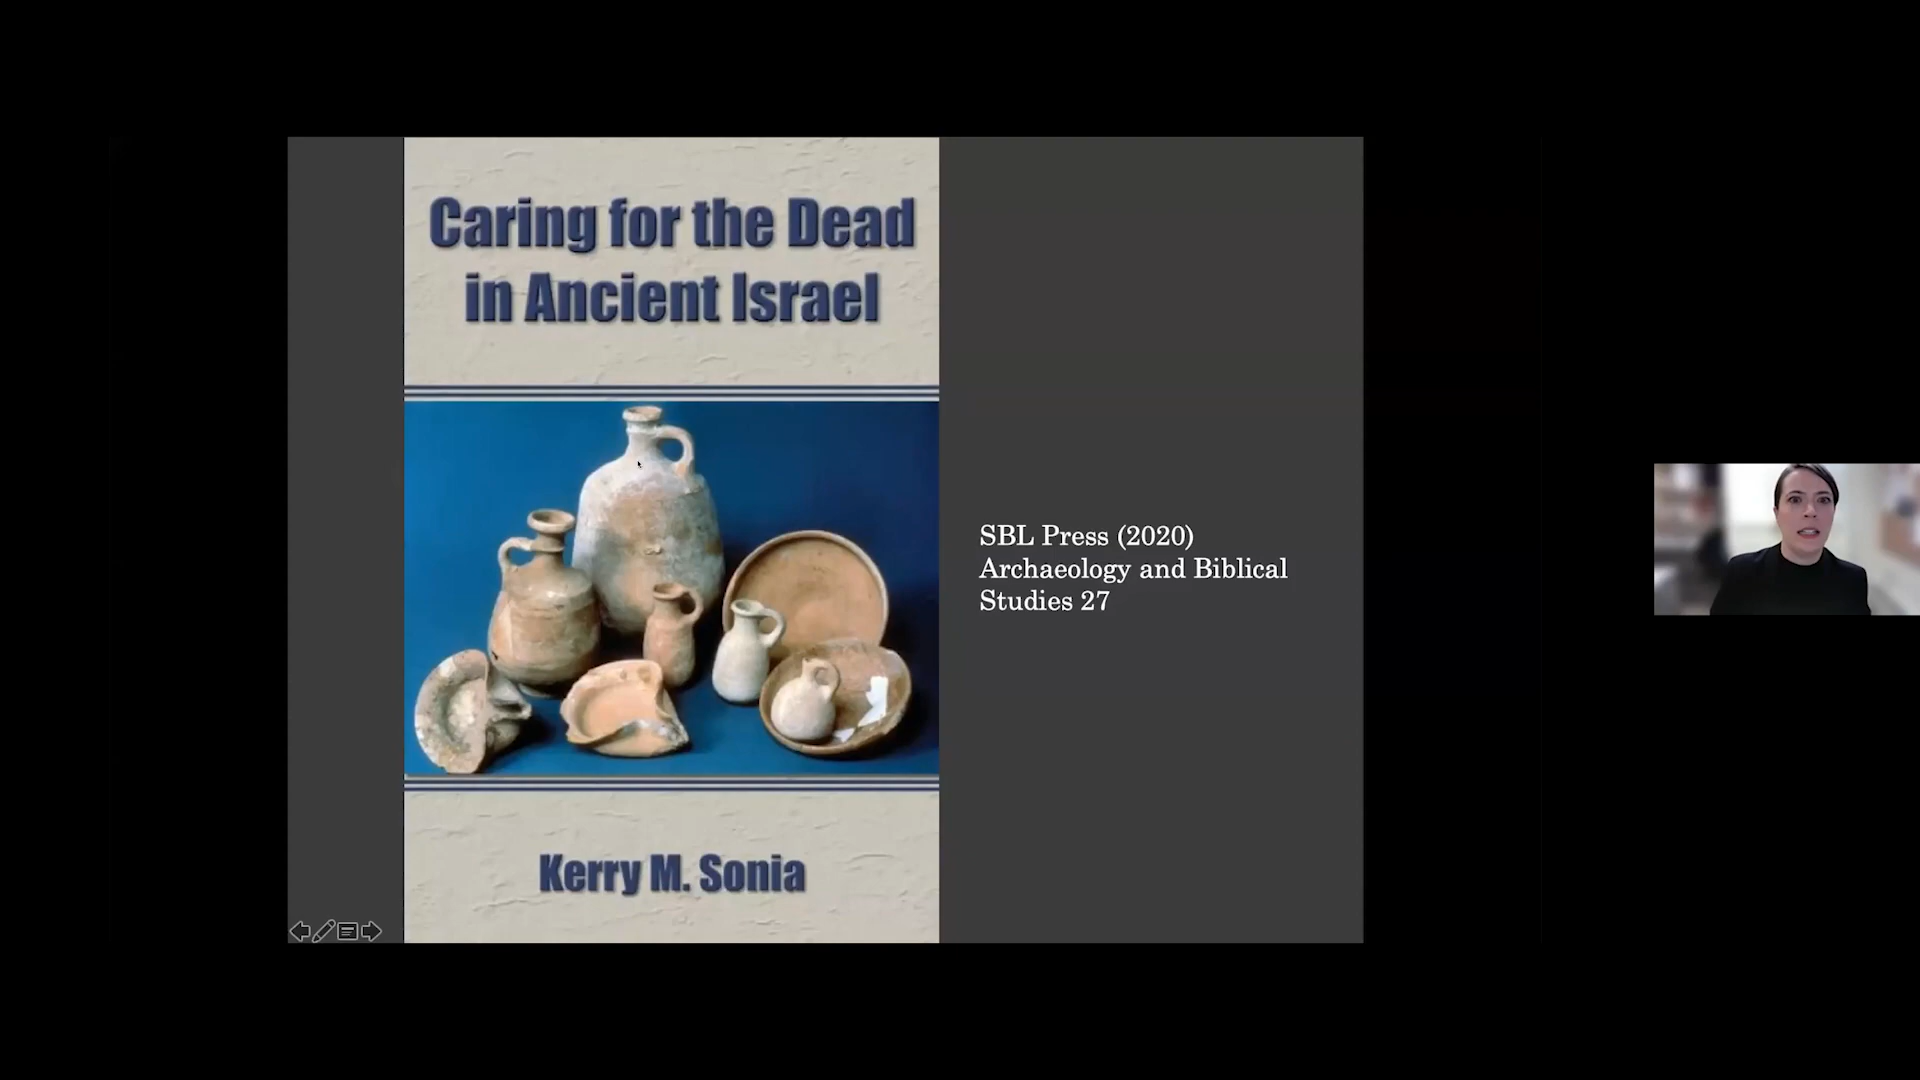 Caring for the Dead
in Ancient Israel
SBL Press (2020)
Archaeology and Biblical
Studies 27
Kerry M. Sonia